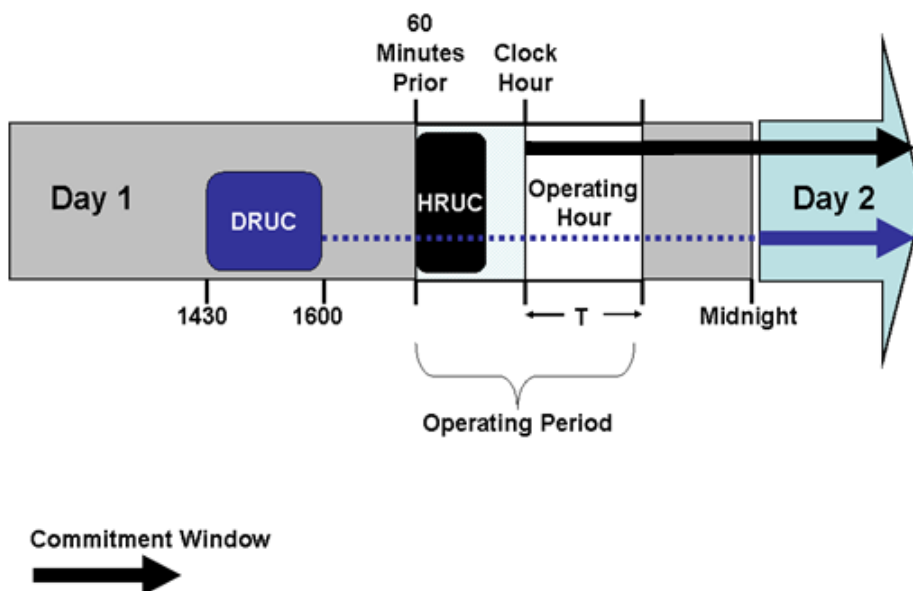 60
Minutes
Prior
Clock
Hour
Day 1
DRUC
HRUC
Operating
Hour
Day 2
1430
1600
T
Midnight
Operating Period
Commitment Window